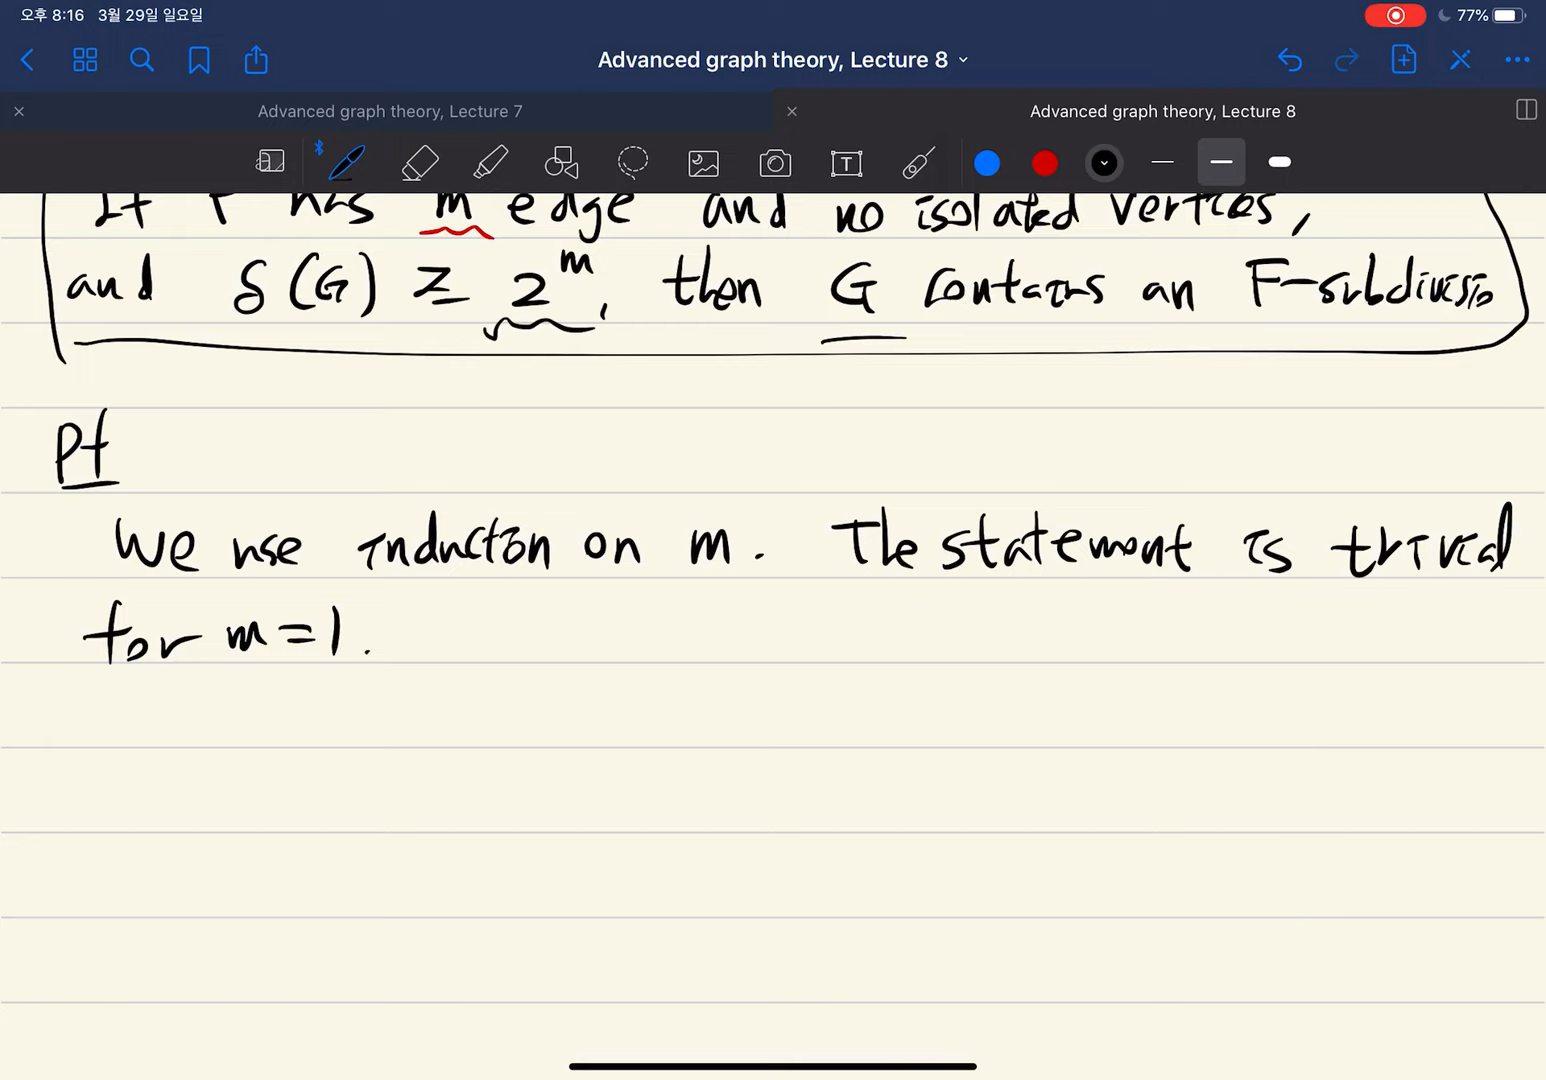 오후 8:16 3월 29일 일요일
77%
Advanced graph theory, Lecture 8
Advanced graph theory, Lecture 7
Advanced graph theory, Lecture 8
T
If F has m edge and no isolated vertices,
and δ(G) ≥ 2^m, then G contains an F-subdivision
Pf
We use induction on m. The statement is trivial
for m=1.